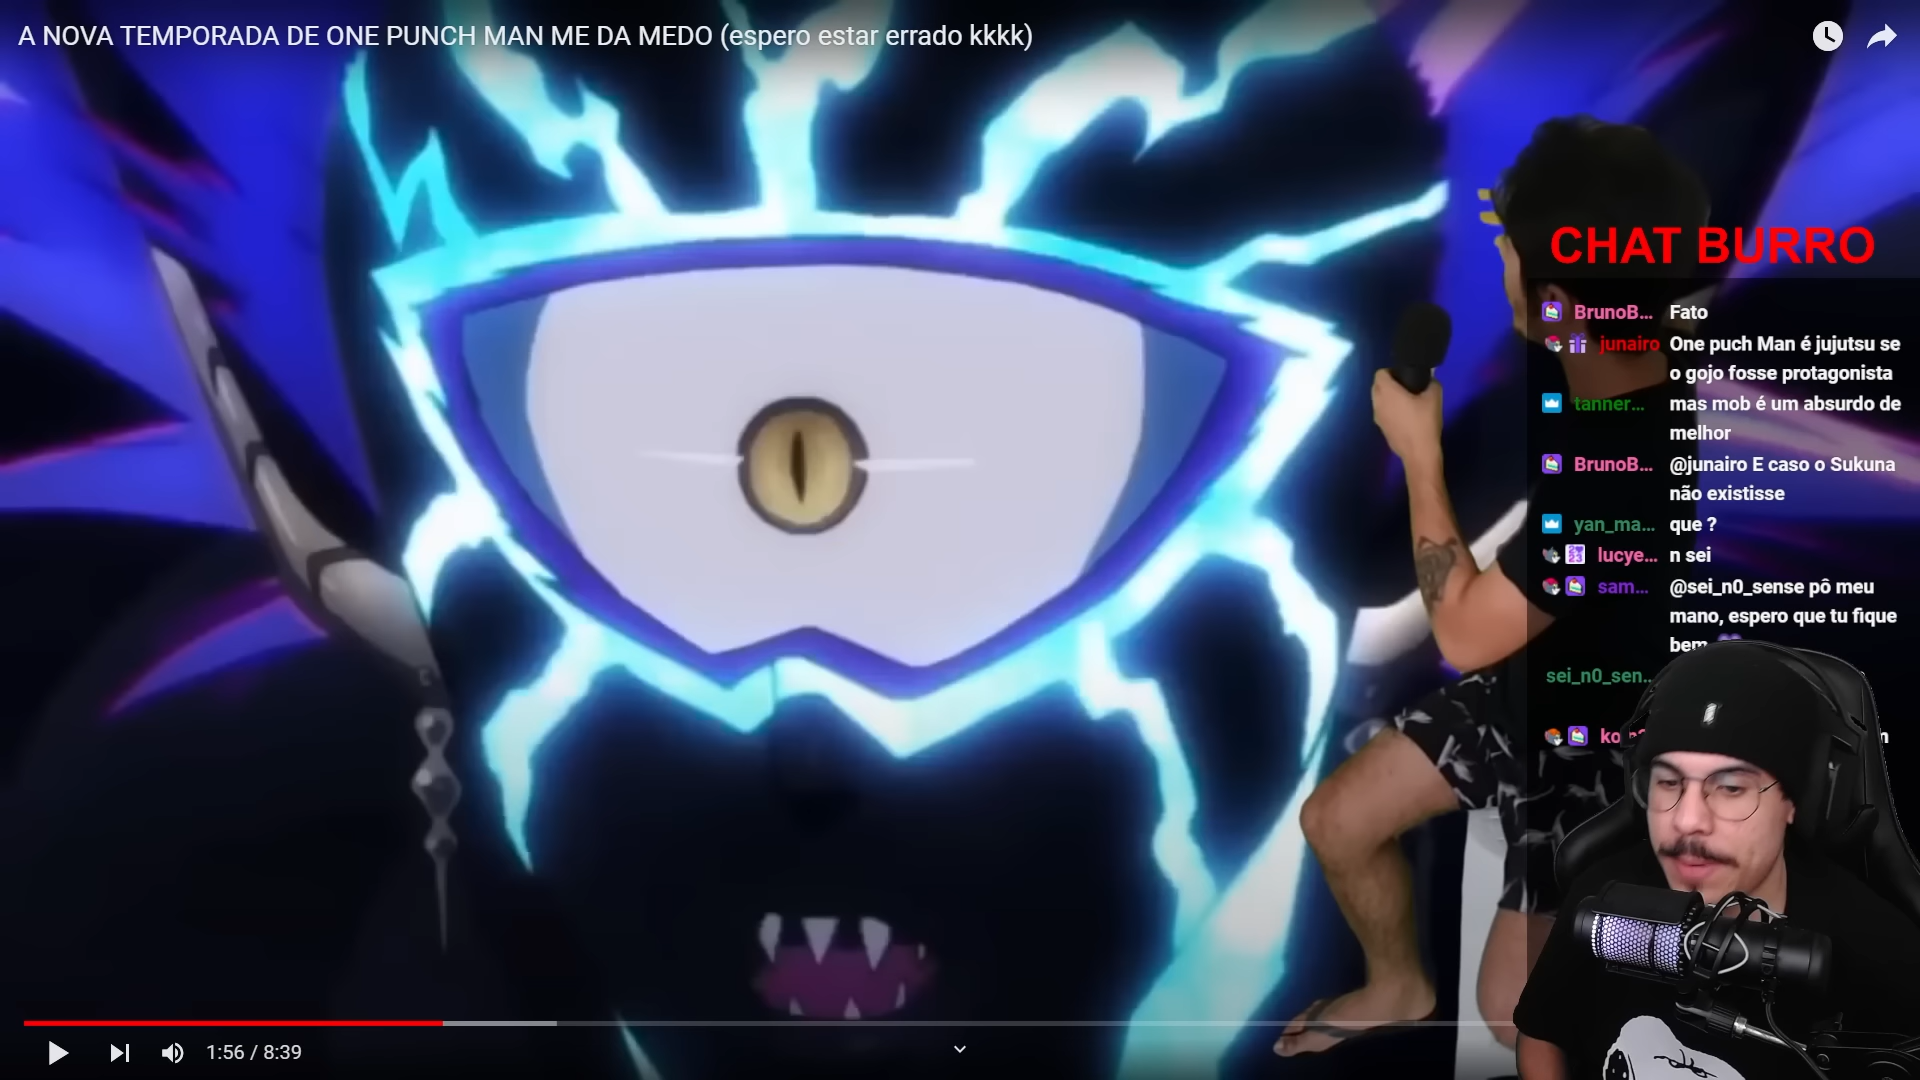 A NOVA TEMPORADA DE ONE PUNCH MAN ME DA MEDO (espero estar errado kkkk)
CHAT BURRO
BrunoB... Fato
junairo One puch Man é jujutsu se
o gojo fosse protagonista
tanner... mas mob é um absurdo de
melhor
BrunoB... @junairo E caso o Sukuna
não existisse
yan_ma... que ?
lucye... n sei
sam... @sei_n0_sense pô meu
mano, espero que tu fique
bem
sei_n0_sen...
1:56 / 8:39